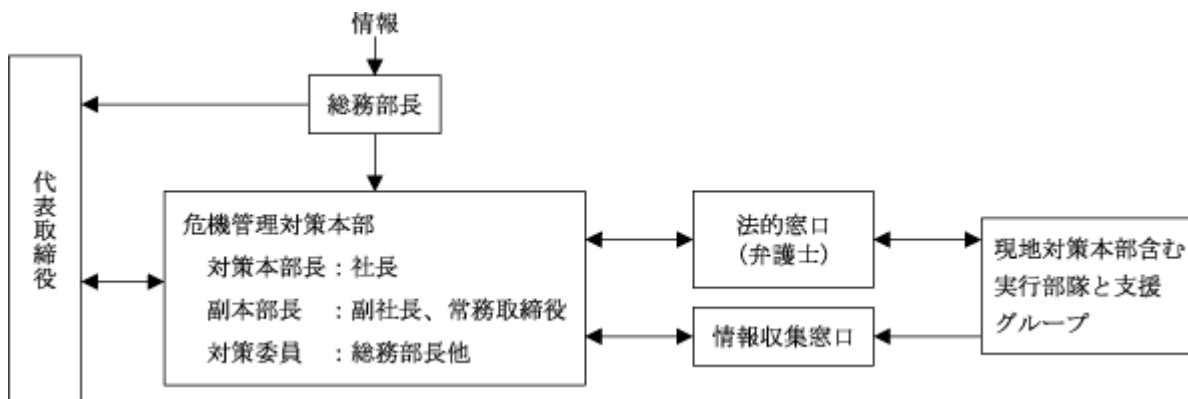 情報
総務部長
代表取締役
危機管理対策本部
対策本部長：社長
副本部長　：副社長、常務取締役
対策委員　：総務部長他
法的窓口
（弁護士）
情報収集窓口
現地対策本部含む
実行部隊と支援
グループ